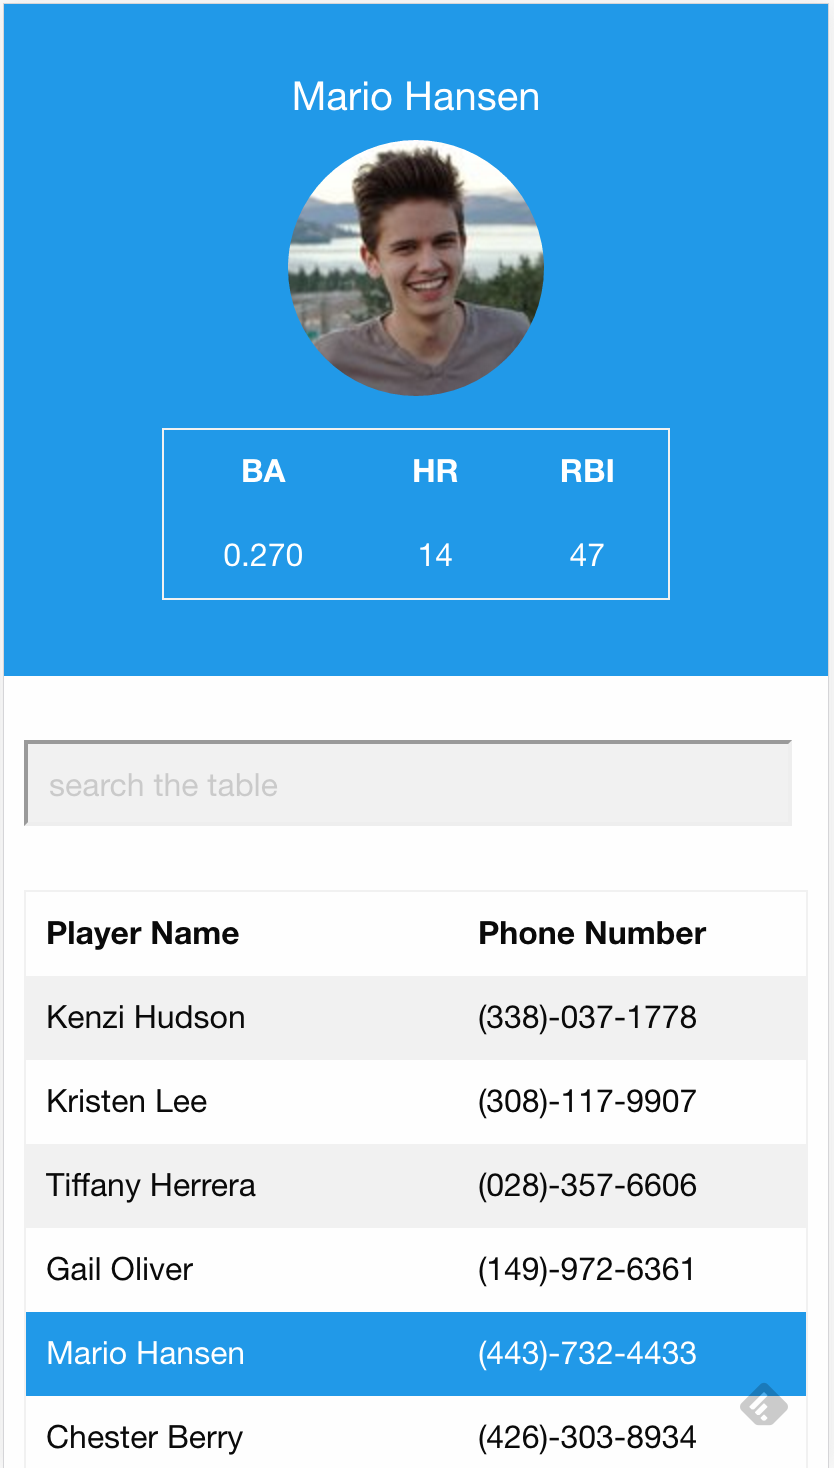 Mario Hansen
BA HR RBI
0.270 14 47
search the table
Player Name Phone Number
Kenzi Hudson (338)-037-1778
Kristen Lee (308)-117-9907
Tiffany Herrera (028)-357-6606
Gail Oliver (149)-972-6361
Mario Hansen (443)-732-4433
Chester Berry (426)-303-8934